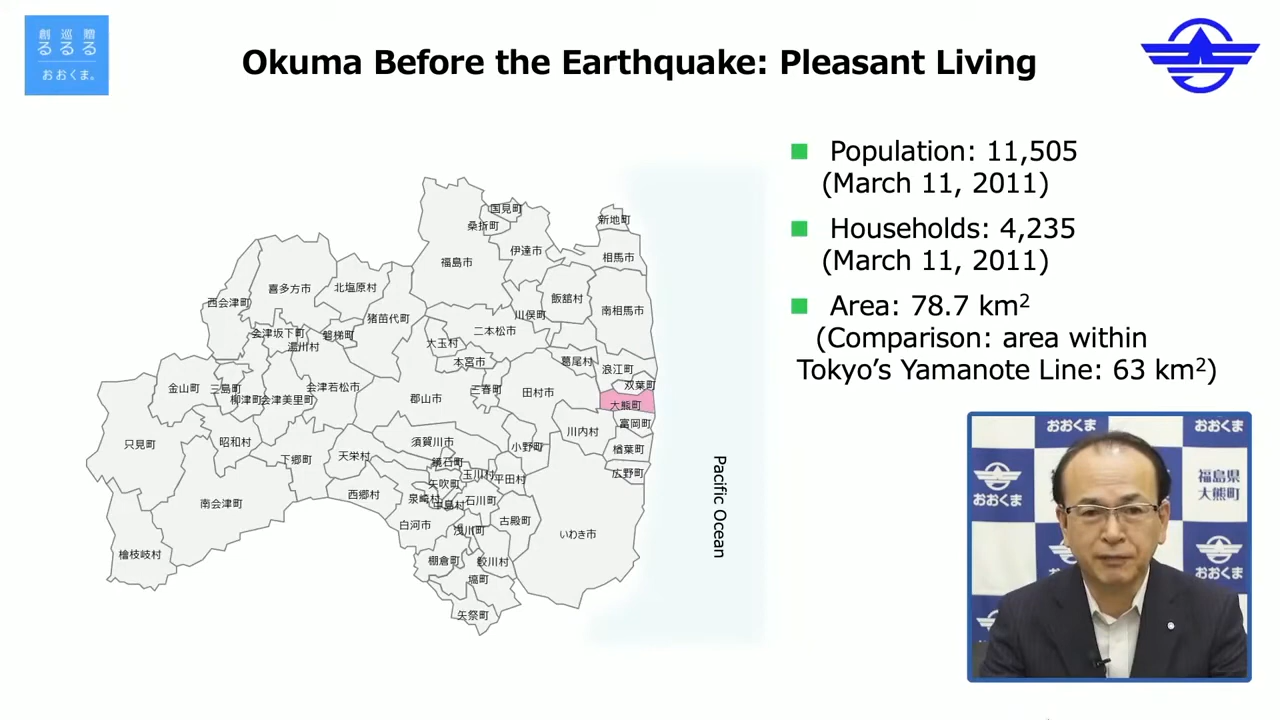 創 巡 贈
る る る
おおくま。
Okuma Before the Earthquake: Pleasant Living
Population: 11,505
(March 11, 2011)
Households: 4,235
(March 11, 2011)
Area: 78.7 km²
(Comparison: area within
Tokyo’s Yamanote Line: 63 km²)
国見町
桑折町
新地町
伊達市
相馬市
福島市
喜多方市
北塩原村
西会津町
飯舘村
南相馬市
川俣町
猪苗代町
二本松市
会津坂下町
磐梯町
湯川村
大玉村
本宮市
葛尾村
浪江町
双葉町
金山町
三島町
会津若松市
柳津町
会津美里町
郡山市
三春町
田村市
大熊町
富岡町
川内村
只見町
昭和村
下郷町
天栄村
須賀川市
小野町
楢葉町
鏡石町
広野町
玉川村
平田村
矢吹町
西郷村
泉崎村
中島村
石川町
南会津町
白河市
浅川町
古殿町
いわき市
檜枝岐村
棚倉町
鮫川村
塙町
矢祭町
Pacific Ocean
おおくま
おおくま
おおくま
福島県
大熊町
おおくま